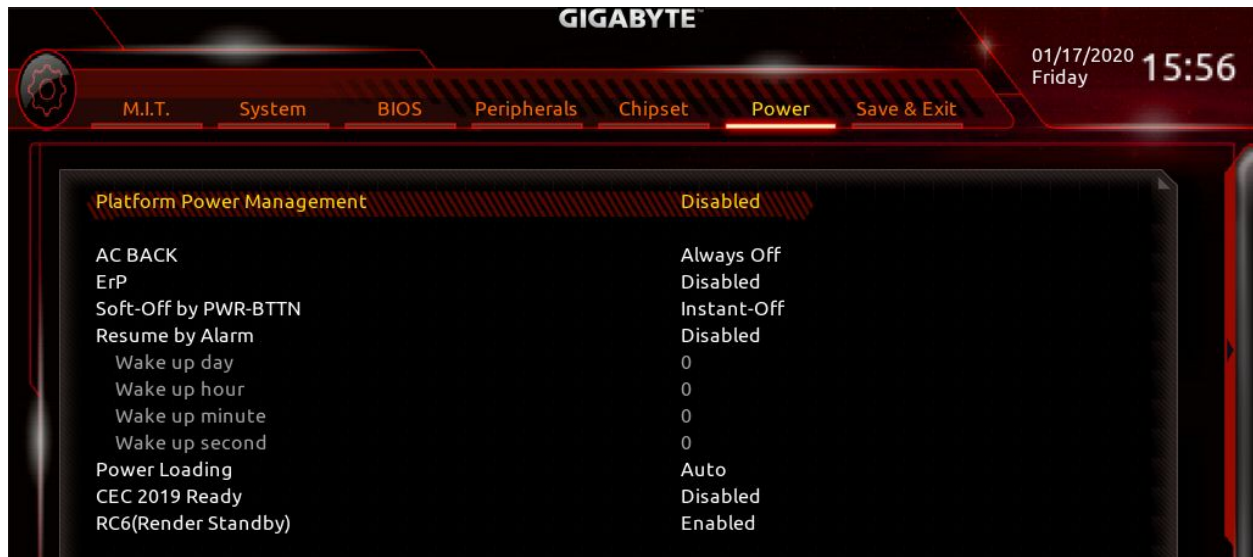 GIGABYTE™
01/17/2020 15:56
Friday
M.I.T. System BIOS Peripherals Chipset Power Save & Exit
Platform Power Management Disabled
AC BACK Always Off
ErP Disabled
Soft-Off by PWR-BTTN Instant-Off
Resume by Alarm Disabled
Wake up day 0
Wake up hour 0
Wake up minute 0
Wake up second 0
Power Loading Auto
CEC 2019 Ready Disabled
RC6(Render Standby) Enabled